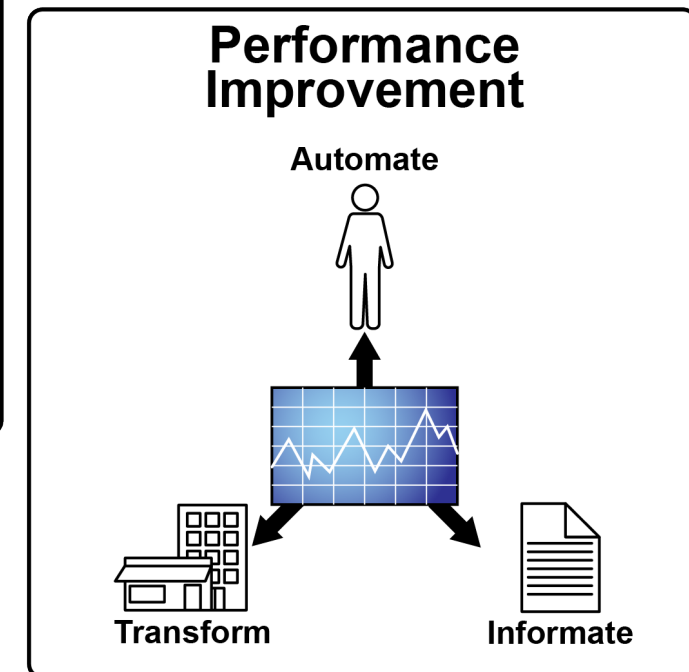 Performance
Improvement
Automate
Transform
Informate